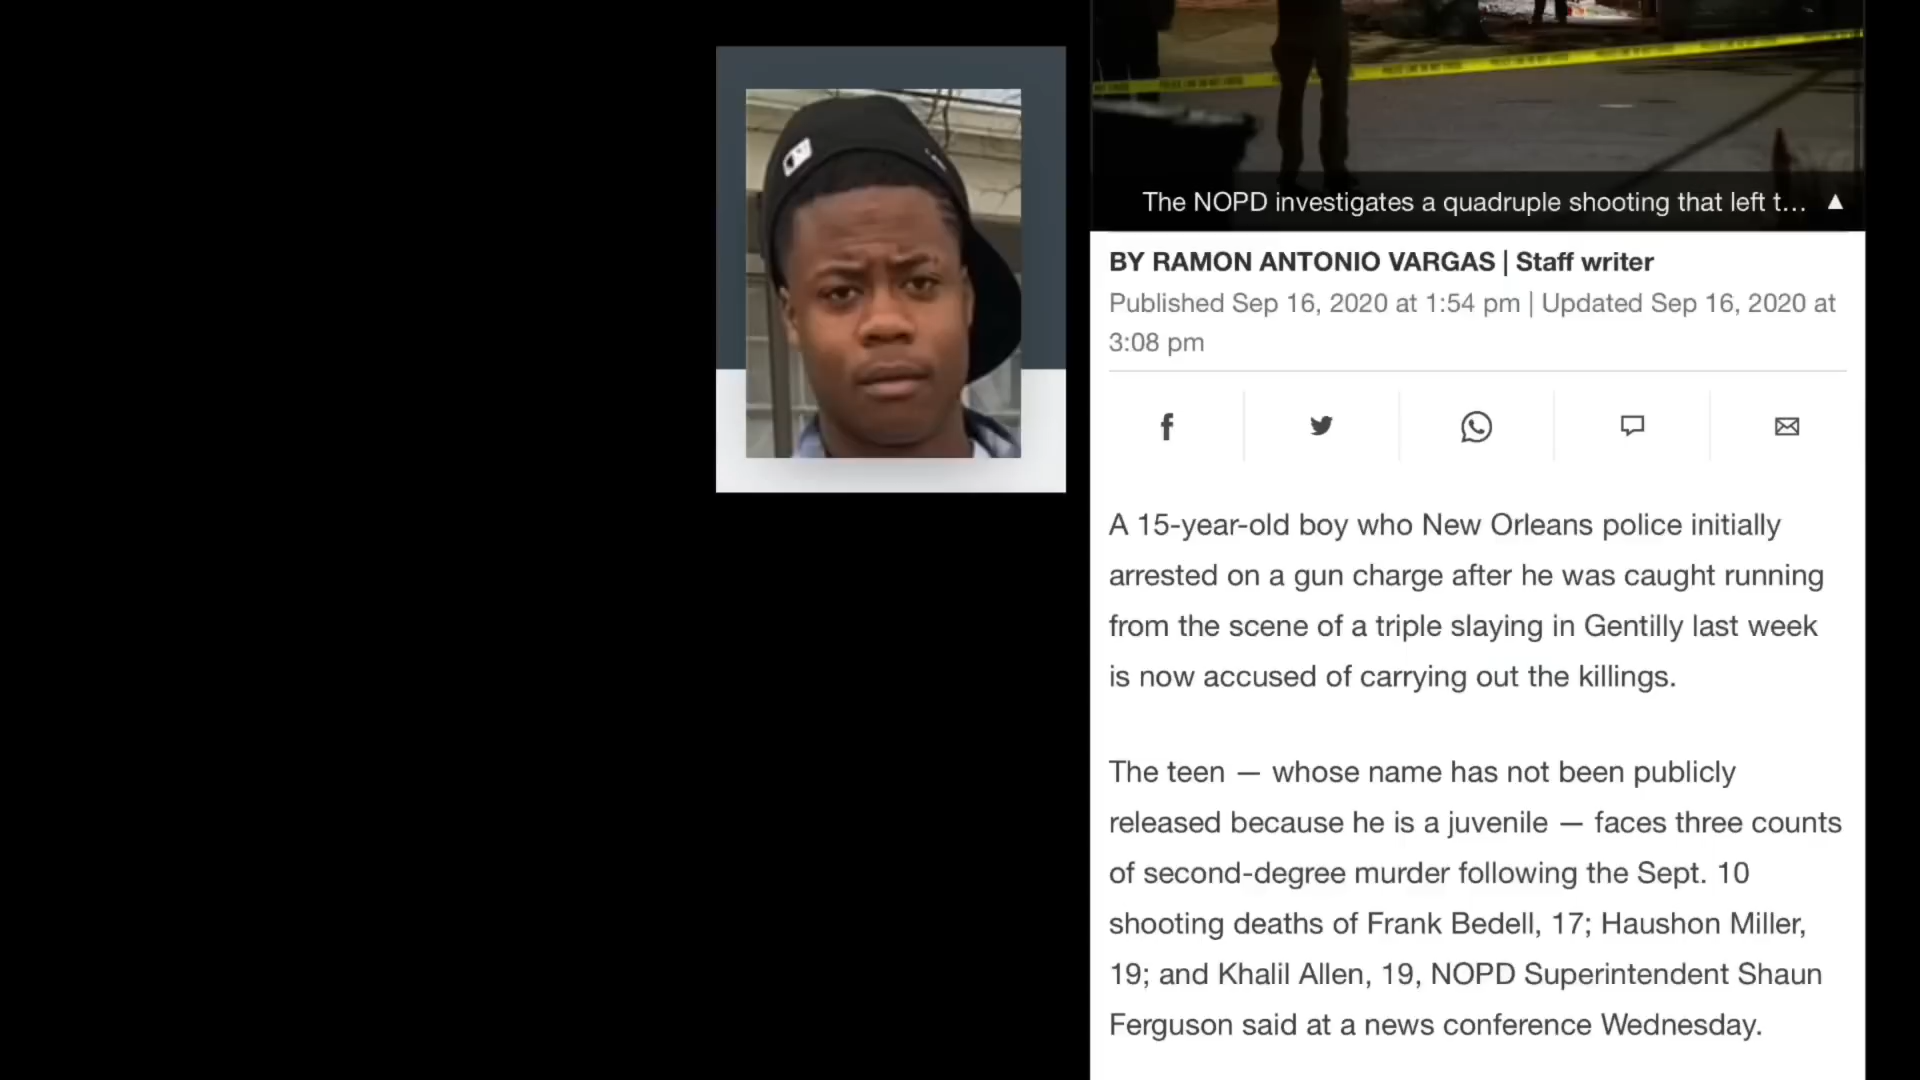 The NOPD investigates a quadruple shooting that left t...
BY RAMON ANTONIO VARGAS | Staff writer
Published Sep 16, 2020 at 1:54 pm | Updated Sep 16, 2020 at
3:08 pm
A 15-year-old boy who New Orleans police initially
arrested on a gun charge after he was caught running
from the scene of a triple slaying in Gentilly last week
is now accused of carrying out the killings.
The teen — whose name has not been publicly
released because he is a juvenile — faces three counts
of second-degree murder following the Sept. 10
shooting deaths of Frank Bedell, 17; Haushon Miller,
19; and Khalil Allen, 19, NOPD Superintendent Shaun
Ferguson said at a news conference Wednesday.